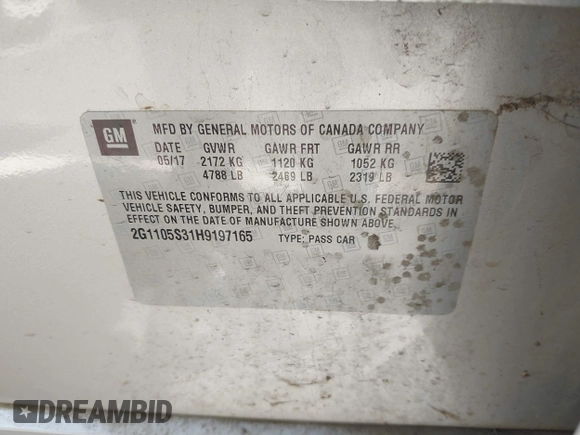 GM
MFD BY GENERAL MOTORS OF CANADA COMPANY
DATE GVWR GAWR FRT GAWR RR
05/17 2172 KG 1120 KG 1052 KG
4788 LB 2469 LB 2319 LB
THIS VEHICLE CONFORMS TO ALL APPLICABLE U.S. FEDERAL MOTOR
VEHICLE SAFETY, BUMPER, AND THEFT PREVENTION STANDARDS IN
EFFECT ON THE DATE OF MANUFACTURE SHOWN ABOVE.
2G1105S31H9197165 TYPE: PASS CAR
DREAMBID